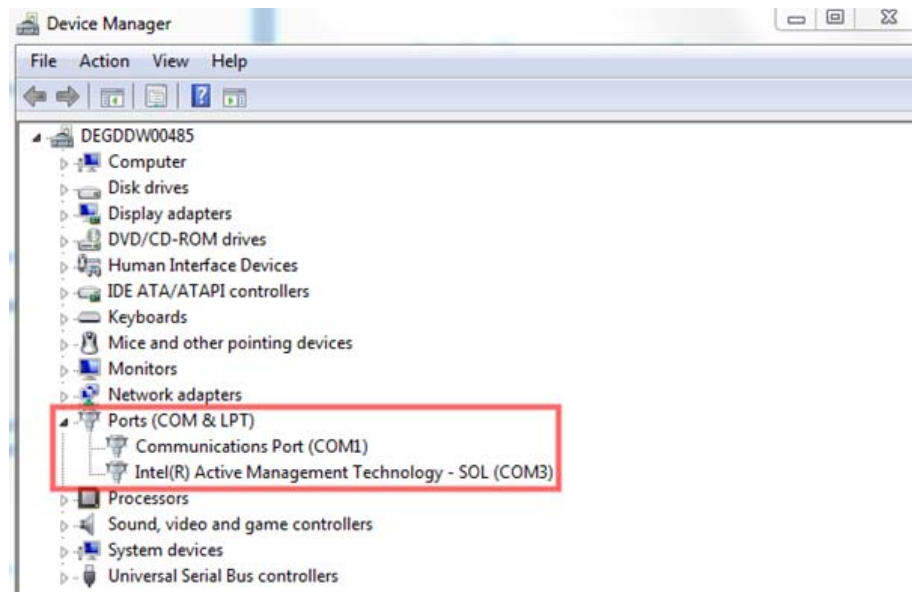 Device Manager
File Action View Help
DEGDDW00485
Computer
Disk drives
Display adapters
DVD/CD-ROM drives
Human Interface Devices
IDE ATA/ATAPI controllers
Keyboards
Mice and other pointing devices
Monitors
Network adapters
Ports (COM & LPT)
Communications Port (COM1)
Intel(R) Active Management Technology - SOL (COM3)
Processors
Sound, video and game controllers
System devices
Universal Serial Bus controllers